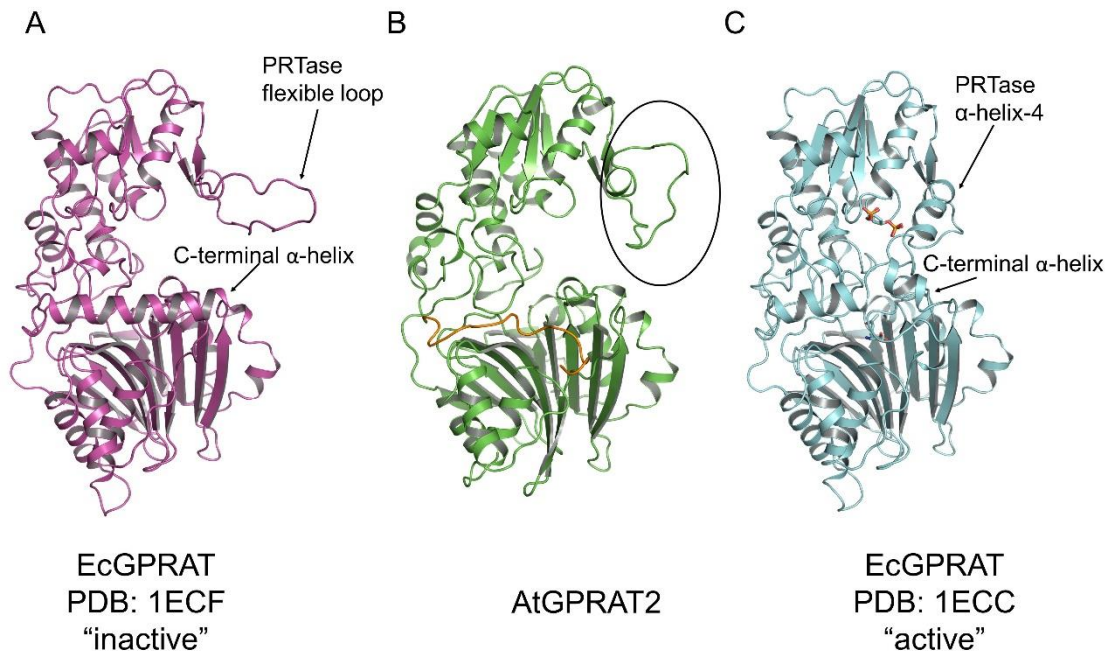 A
PRTase
flexible loop
C-terminal α-helix
EcGPRAT
PDB: 1ECF
“inactive”
B
AtGPRAT2
C
PRTase
α-helix-4
C-terminal α-helix
EcGPRAT
PDB: 1ECC
“active”